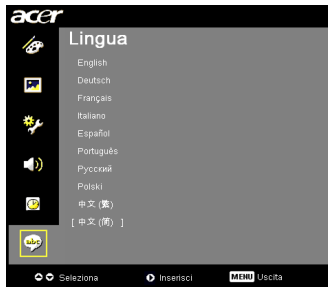 acer
Lingua
English
Deutsch
Français
Italiano
Español
Português
Русский
Polski
中文 (繁)
[ 中文 (简) ]
abc
Seleziona Inserisci MENU Uscita